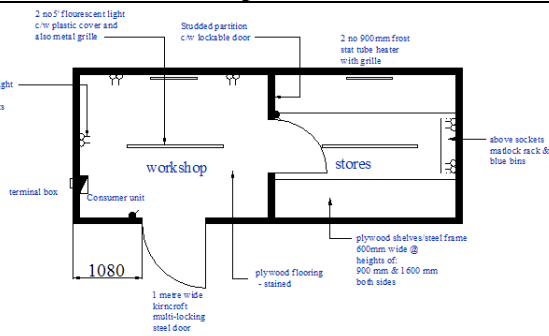 2 no5' flourescent light
c/w plastic cover and
also metal grille
Studded partition
c/w lockable door
2 no 900mm frost
stat tube heater
with grille
workshop
stores
above sockets
matlock rack &
blue bins
terminal box
Consumer unit
1080
1 metre wide
kirncroft
multi-locking
steel door
plywood flooring
- stained
plywood shelves/steel frame
600mm wide @
heights of:
900 mm & 1600 mm
both sides